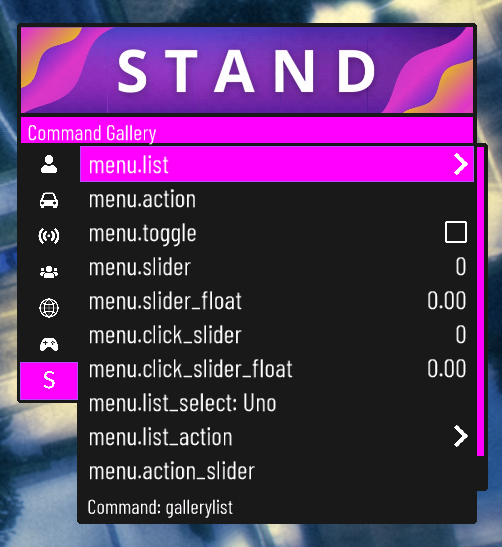 STAND
Command Gallery
menu.list
menu.action
menu.toggle
menu.slider 0
menu.slider_float 0.00
menu.click_slider 0
menu.click_slider_float 0.00
menu.list_select: Uno
menu.list_action
S
menu.action_slider
Command: gallerylist